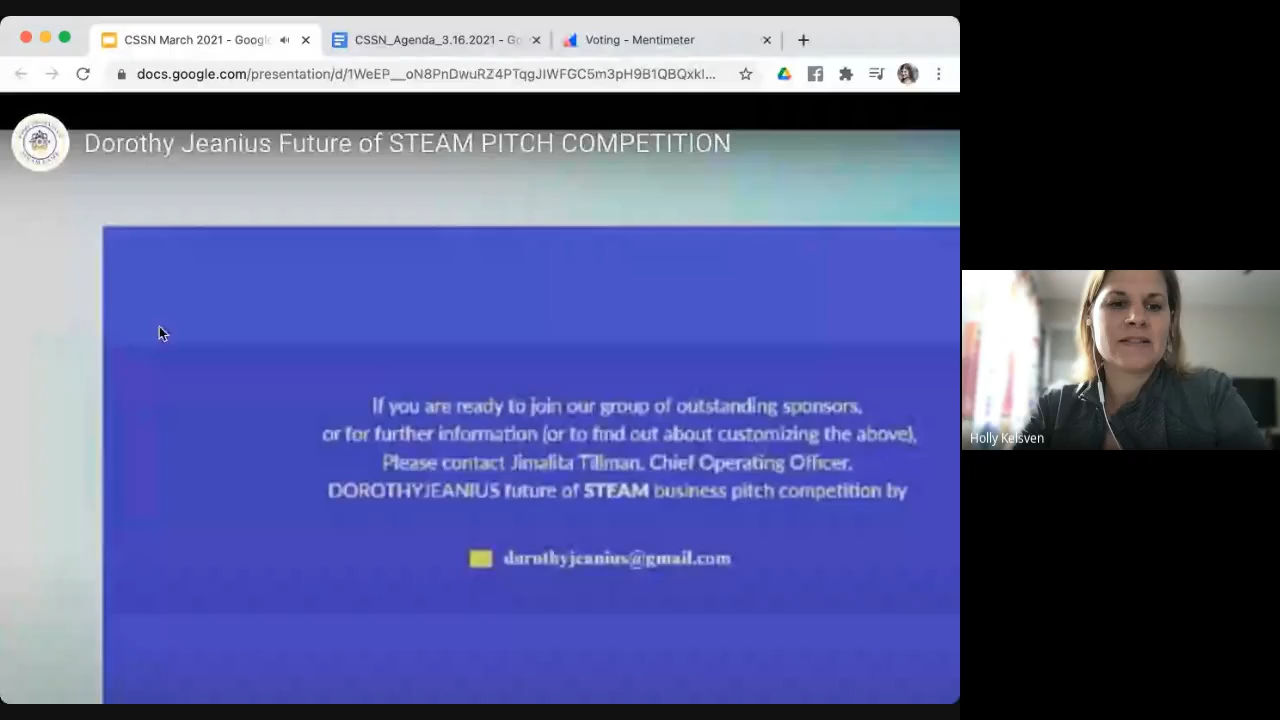 CSSN March 2021 - Google
CSSN_Agenda_3.16.2021 - Go
Voting - Mentimeter
docs.google.com/presentation/d/1WeEP__oN8PnDwuRZ4PTqgJIWFGC5m3pH9B1QBQxkl...
Dorothy Jeanius Future of STEAM PITCH COMPETITION
If you are ready to join our group of outstanding sponsors,
or for further information (or to find out about customizing the above),
Please contact Jimalita Tillman, Chief Operating Officer,
DOROTHYJEANIUS future of STEAM business pitch competition by
dorothyjeanius@gmail.com
Holly Kelsven